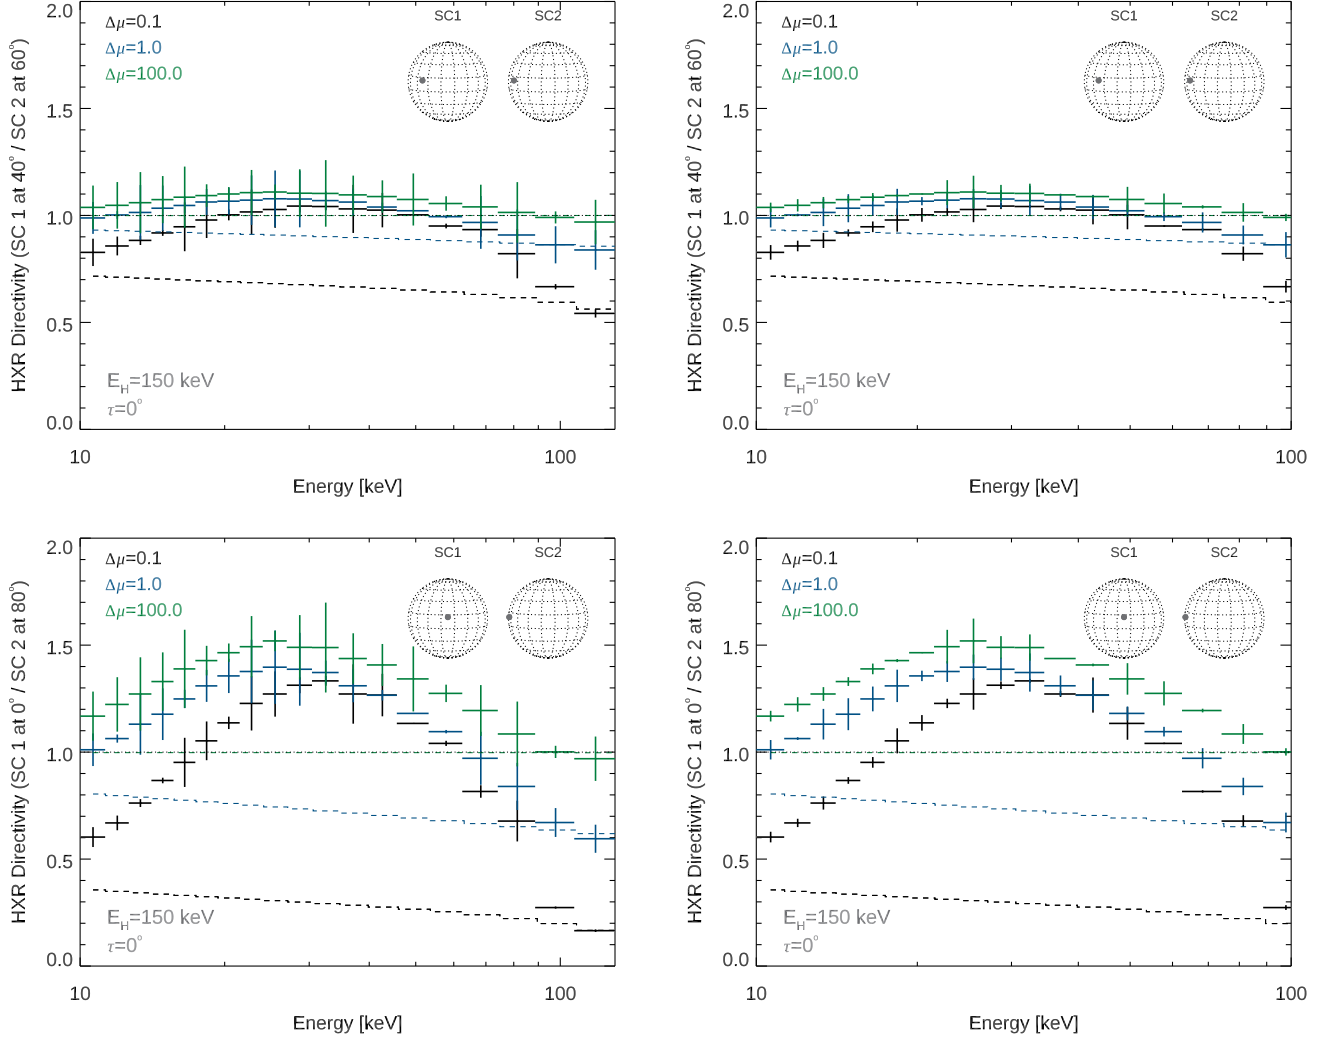 SC1 SC2
Δμ=0.1
Δμ=1.0
Δμ=100.0
2.0
1.5
1.0
0.5
0.0
E_H=150 keV
τ=0°
10 100
Energy [keV]
HXR Directivity (SC 1 at 40° / SC 2 at 60°)
SC1 SC2
Δμ=0.1
Δμ=1.0
Δμ=100.0
2.0
1.5
1.0
0.5
0.0
E_H=150 keV
τ=0°
10 100
Energy [keV]
HXR Directivity (SC 1 at 40° / SC 2 at 60°)
SC1 SC2
Δμ=0.1
Δμ=1.0
Δμ=100.0
2.0
1.5
1.0
0.5
0.0
E_H=150 keV
τ=0°
10 100
Energy [keV]
HXR Directivity (SC 1 at 0° / SC 2 at 80°)
SC1 SC2
Δμ=0.1
Δμ=1.0
Δμ=100.0
2.0
1.5
1.0
0.5
0.0
E_H=150 keV
τ=0°
10 100
Energy [keV]
HXR Directivity (SC 1 at 0° / SC 2 at 80°)